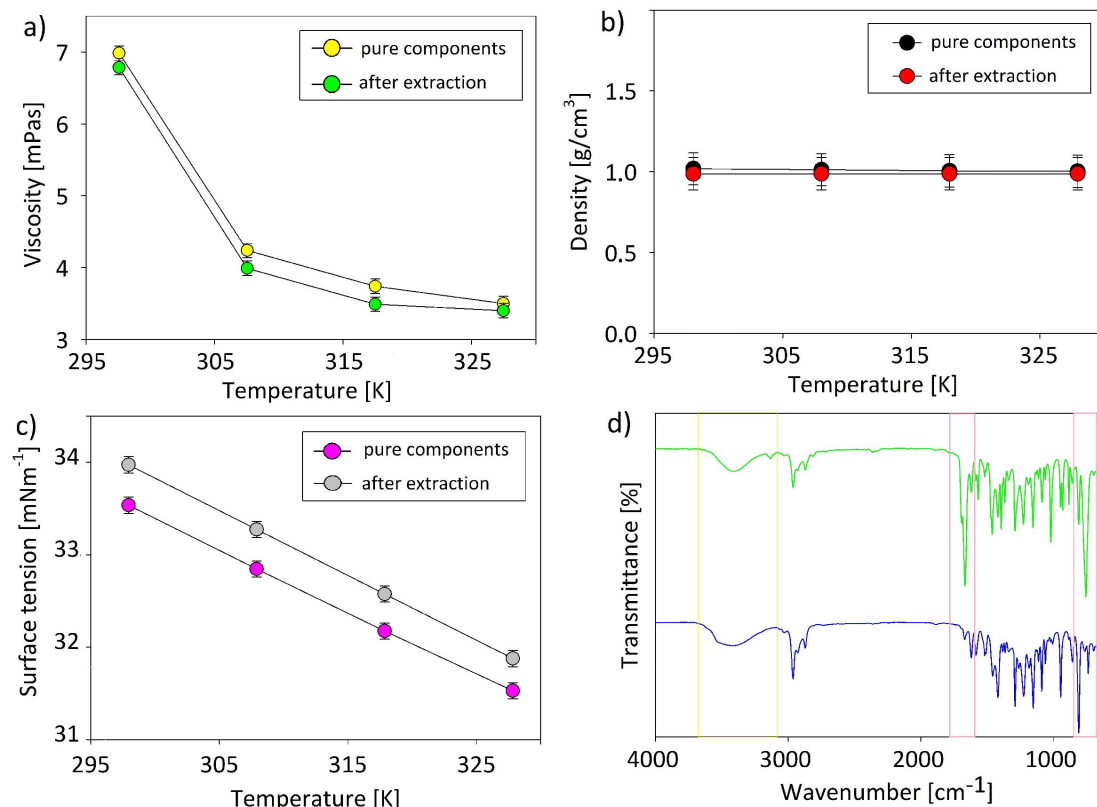 a)
pure components
after extraction
Viscosity [mPas]
7
6
5
4
3
295 305 315 325
Temperature [K]
b)
pure components
after extraction
Density [g/cm³]
1.5
1.0
0.5
0.0
295 305 315 325
Temperature [K]
c)
pure components
after extraction
Surface tension [mNm⁻¹]
34
33
32
31
295 305 315 325
Temperature [K]
d)
Transmittance [%]
4000 3000 2000 1000
Wavenumber [cm⁻¹]